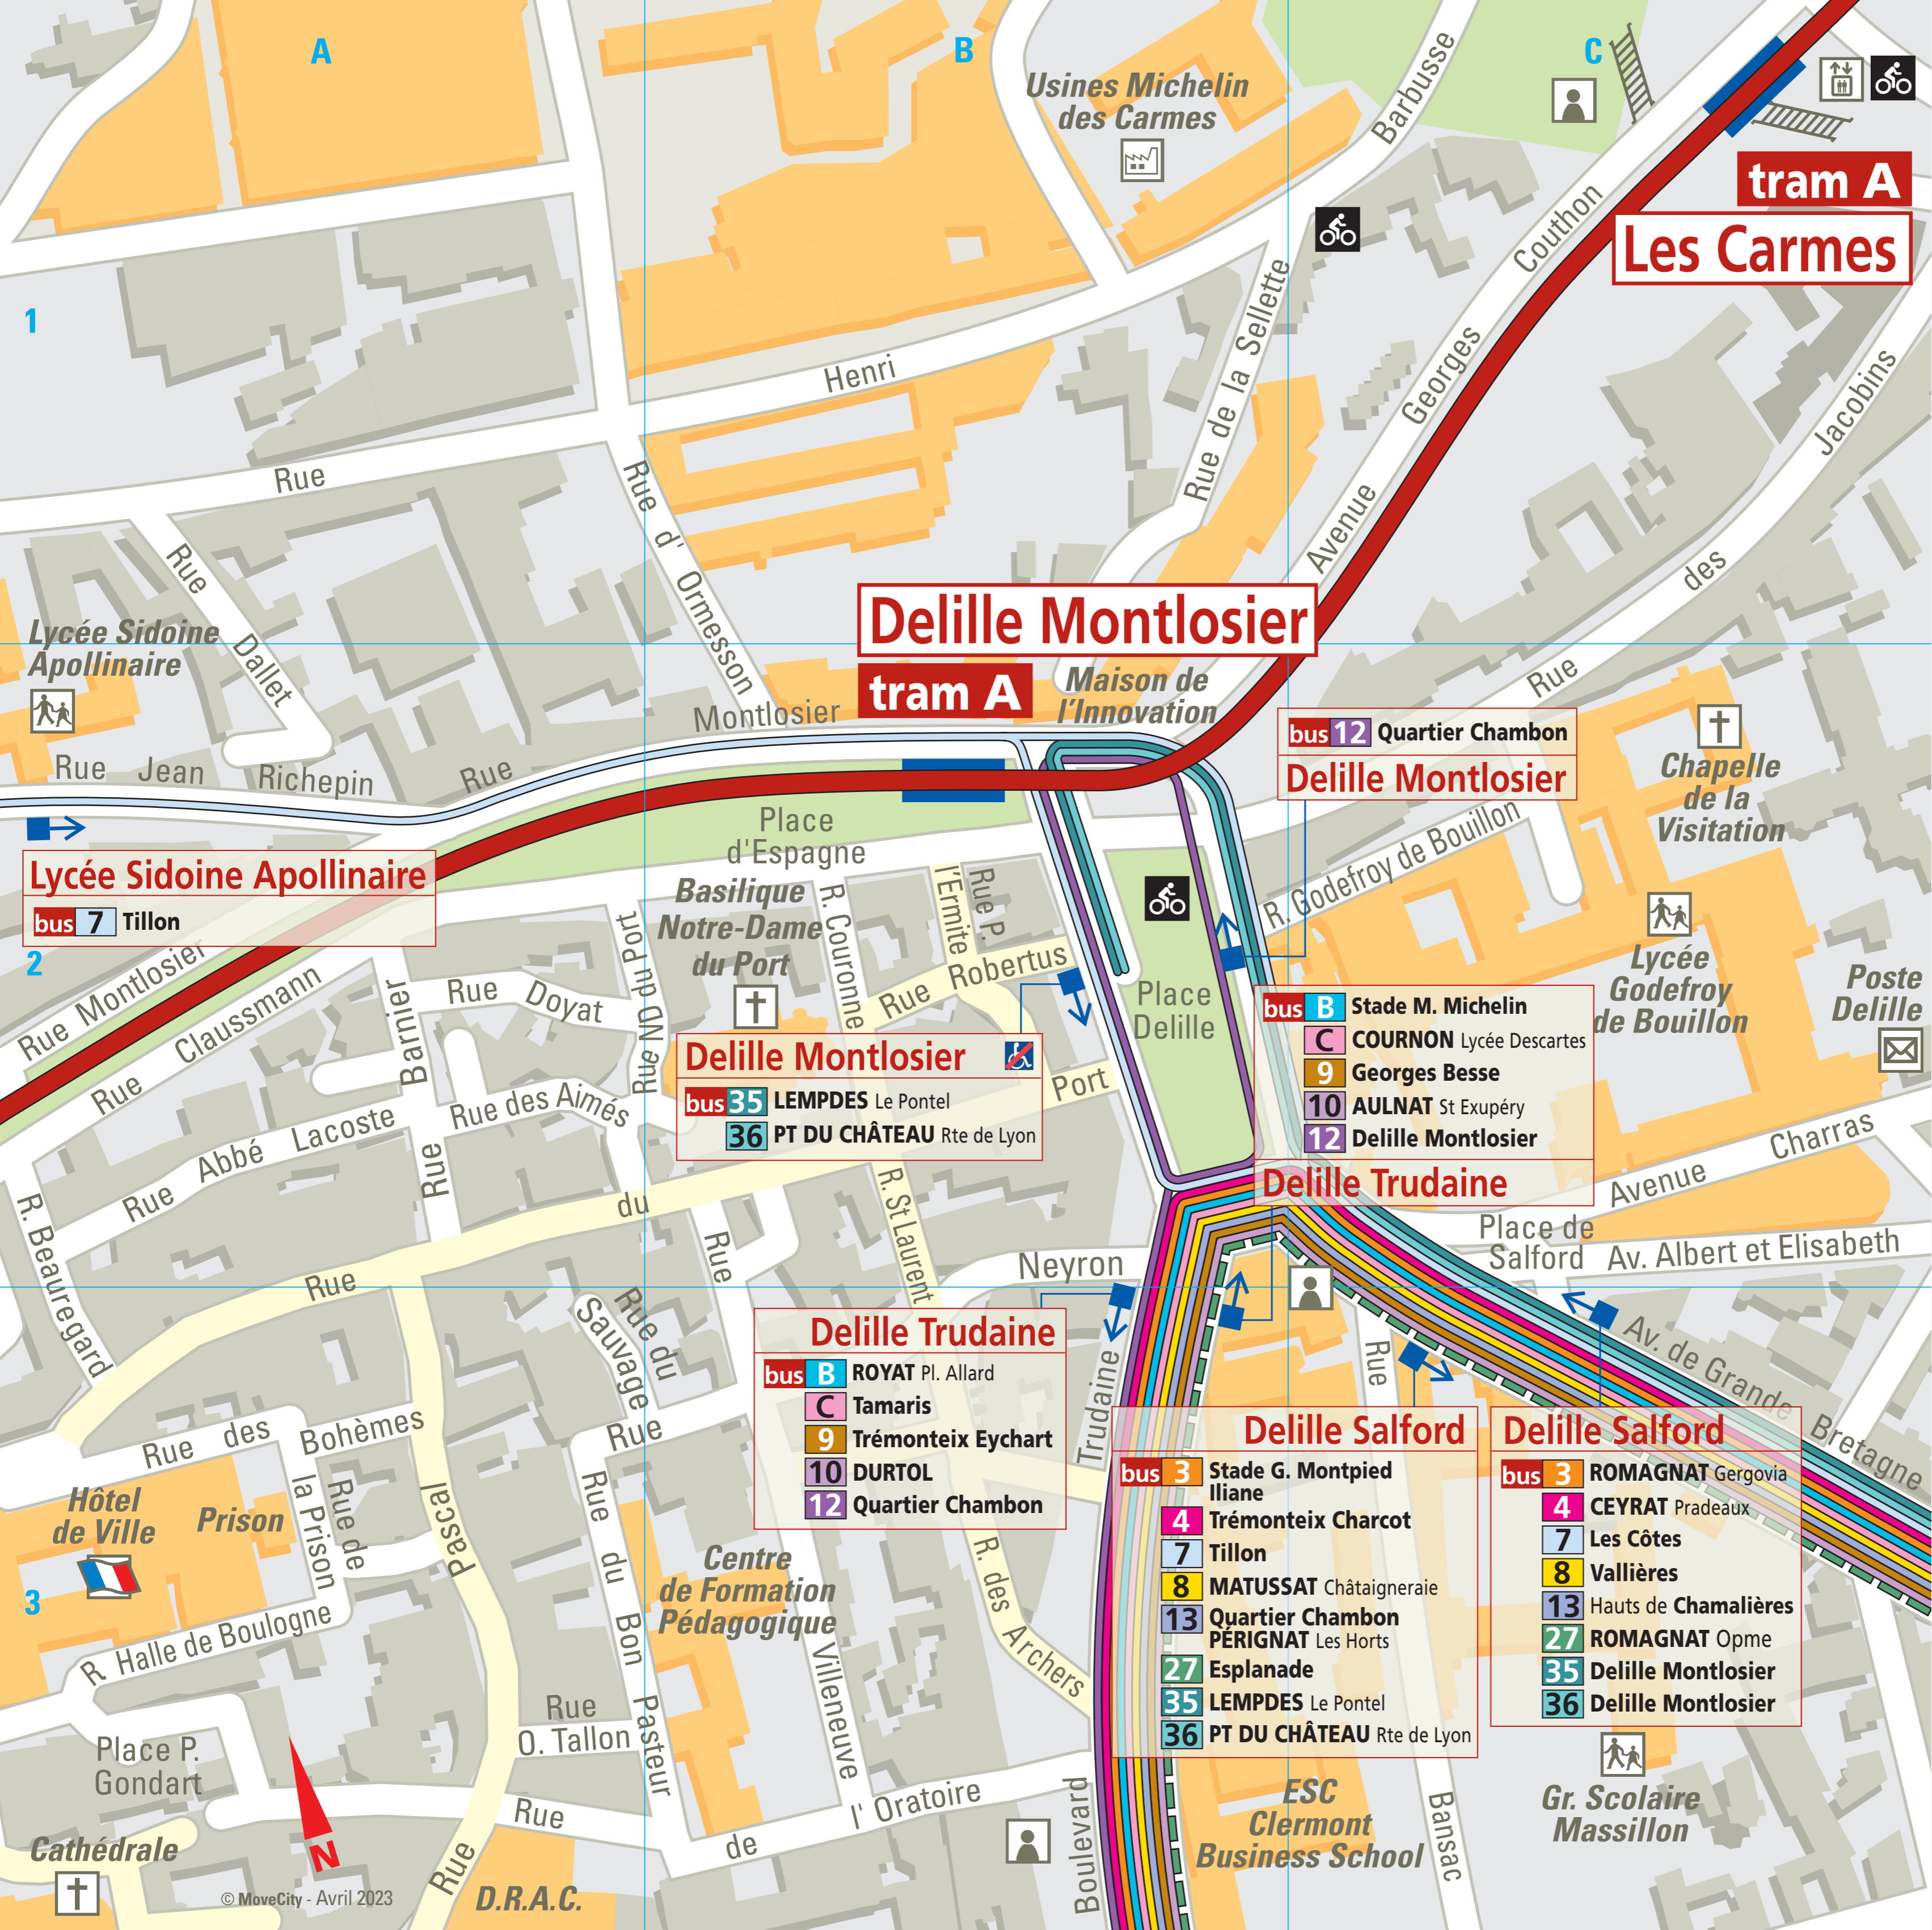 A
B
C
1
2
3
Usines Michelin
des Carmes
Barbusse
tram A
Les Carmes
Couthon
Georges
Avenue
Rue de la Sellette
Henri
Rue
Rue d' Ormesson
Jacobins
des
Rue
Rue Dallet
Lycée Sidoine
Apollinaire
Delille Montlosier
tram A
Maison de
l'Innovation
Montlosier
Rue
Rue Jean Richepin
bus 12 Quartier Chambon
Delille Montlosier
Chapelle
de la
Visitation
Place
d'Espagne
Lycée Sidoine Apollinaire
bus 7 Tillon
R. Godefroy de Bouillon
Basilique
Notre-Dame
du Port
R. Couronne
l'Ermite
Rue P.
Rue Robertus
Rue ND du Port
Rue Montlosier
Rue Claussmann
Rue Barnier
Rue Doyat
Rue des Aimés
Rue Abbé Lacoste
R. Beauregard
Place
Delille
Lycée
Godefroy
de Bouillon
Poste
Delille
Delille Montlosier
bus 35 LEMPDES Le Pontel
36 PT DU CHÂTEAU Rte de Lyon
Rue du Port
bus B Stade M. Michelin
C COURNON Lycée Descartes
9 Georges Besse
10 AULNAT St Exupéry
12 Delille Montlosier
Delille Trudaine
Avenue Charras
Place de
Salford
Av. Albert et Elisabeth
R. St Laurent
Neyron
Rue
Rue du
Sauvage
Rue
Av. de Grande Bretagne
Delille Trudaine
bus B ROYAT Pl. Allard
C Tamaris
9 Trémonteix Eychart
10 DURTOL
12 Quartier Chambon
Boulevard Trudaine
Rue Bansac
Delille Salford
bus 3 Stade G. Montpied
Iliane
4 Trémonteix Charcot
7 Tillon
8 MATUSSAT Châtaigneraie
13 Quartier Chambon
PÉRIGNAT Les Horts
27 Esplanade
35 LEMPDES Le Pontel
36 PT DU CHÂTEAU Rte de Lyon
Delille Salford
bus 3 ROMAGNAT Gergovia
4 CEYRAT Pradeaux
7 Les Côtes
8 Vallières
13 Hauts de Chamalières
27 ROMAGNAT Opme
35 Delille Montlosier
36 Delille Montlosier
Rue des Bohèmes
Rue de
la Prison
Hôtel
de Ville
Prison
Rue Pascal
R. Halle de Boulogne
Rue du Bon Pasteur
Centre
de Formation
Pédagogique
Villeneuve
R. des Archers
Rue
O. Tallon
Place P.
Gondart
Rue de l' Oratoire
Cathédrale
N
© MoveCity - Avril 2023
D.R.A.C.
ESC
Clermont
Business School
Gr. Scolaire
Massillon